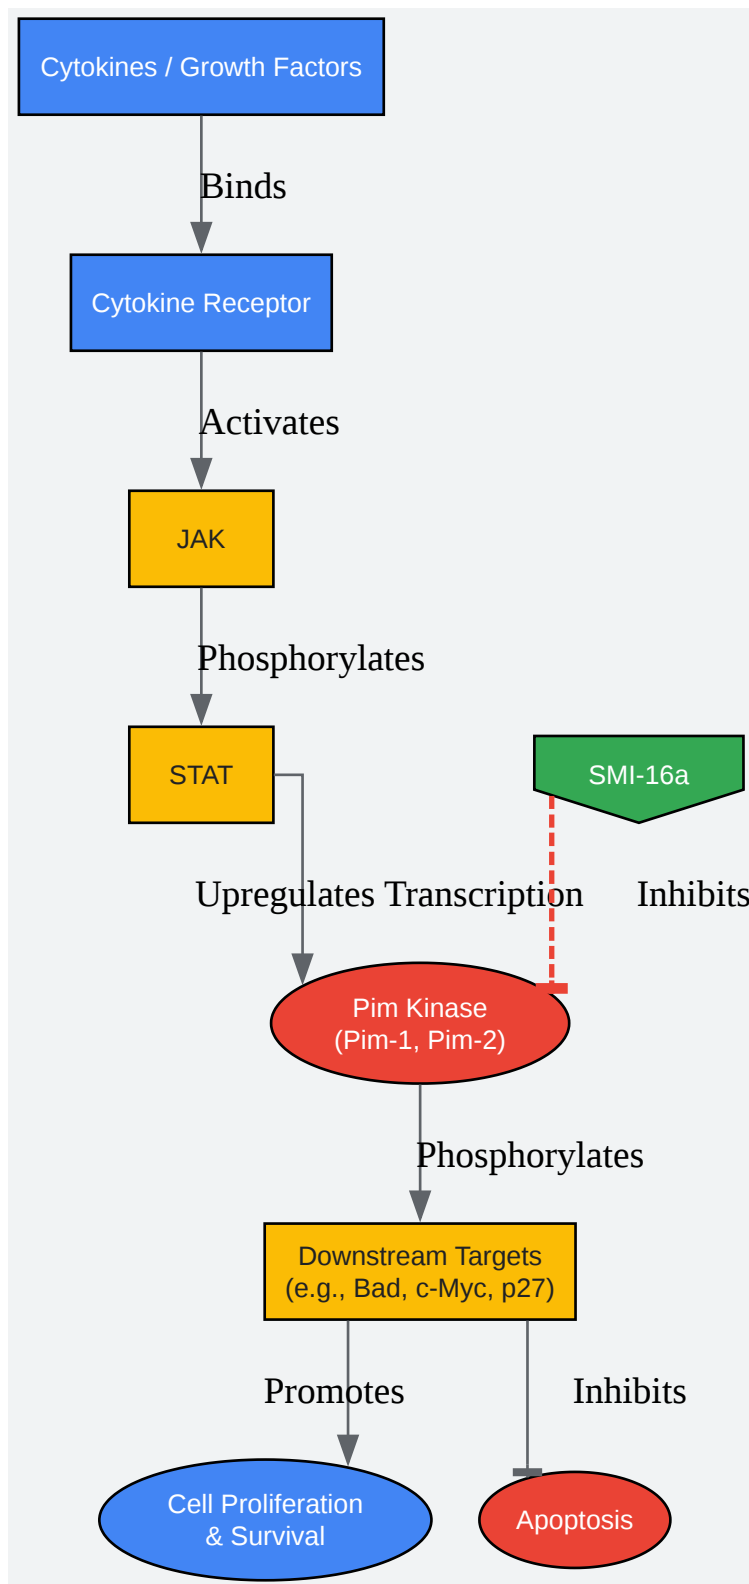 Cytokines / Growth Factors
Binds
Cytokine Receptor
Activates
JAK
Phosphorylates
STAT
SMI-16a
Upregulates Transcription
Inhibits
Pim Kinase
(Pim-1, Pim-2)
Phosphorylates
Downstream Targets
(e.g., Bad, c-Myc, p27)
Promotes
Inhibits
Cell Proliferation
& Survival
Apoptosis